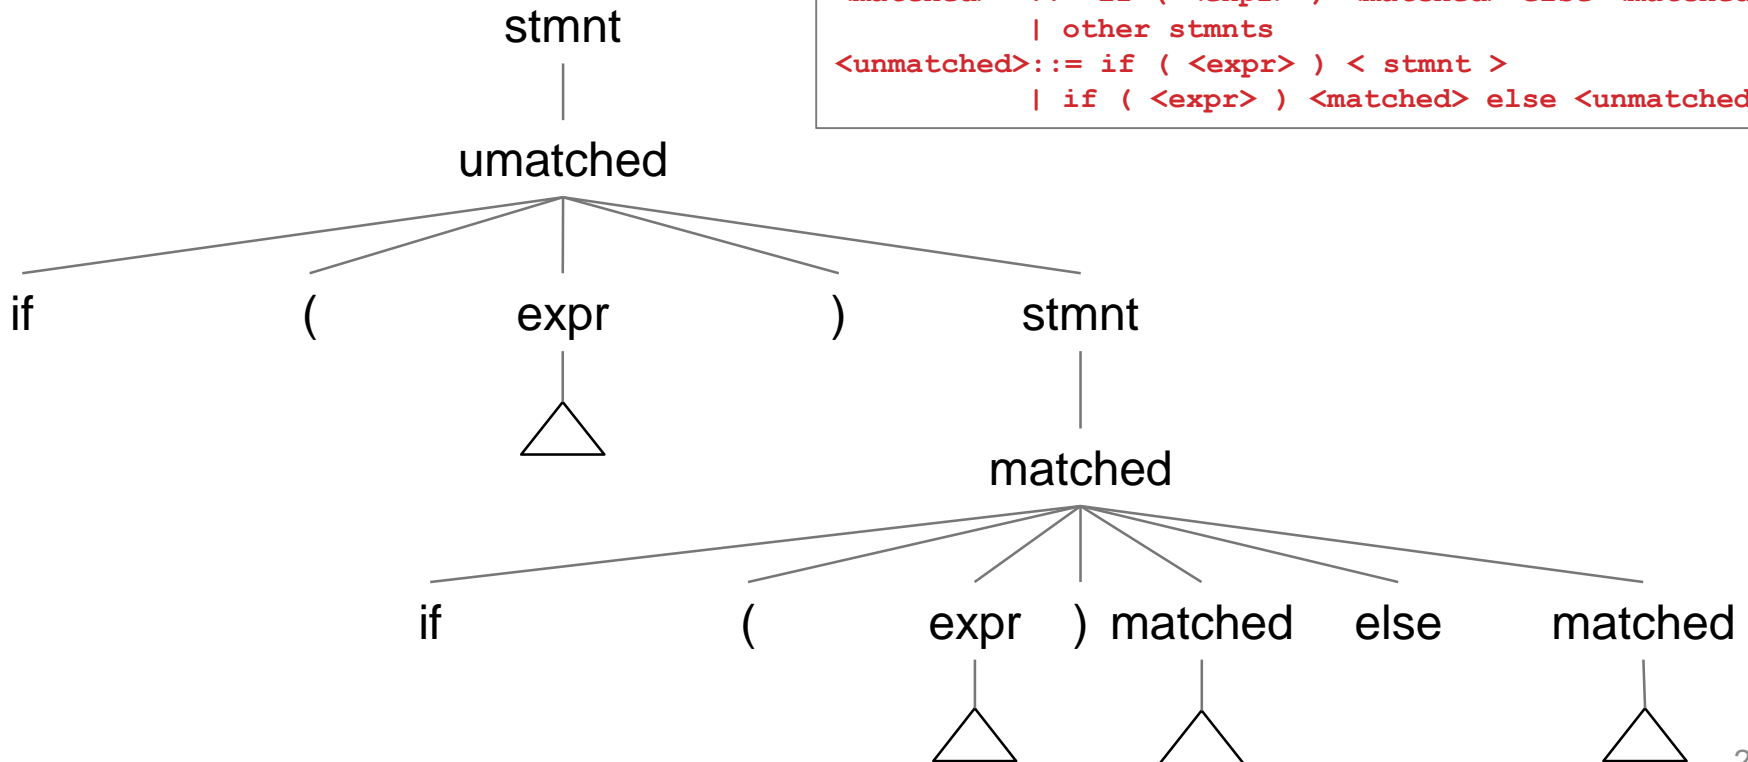 stmnt
| other stmnts
<unmatched>::= if ( <expr> ) < stmnt >
| if ( <expr> ) <matched> else <unmatched
umatched
if ( expr ) stmnt
matched
if ( expr ) matched else matched